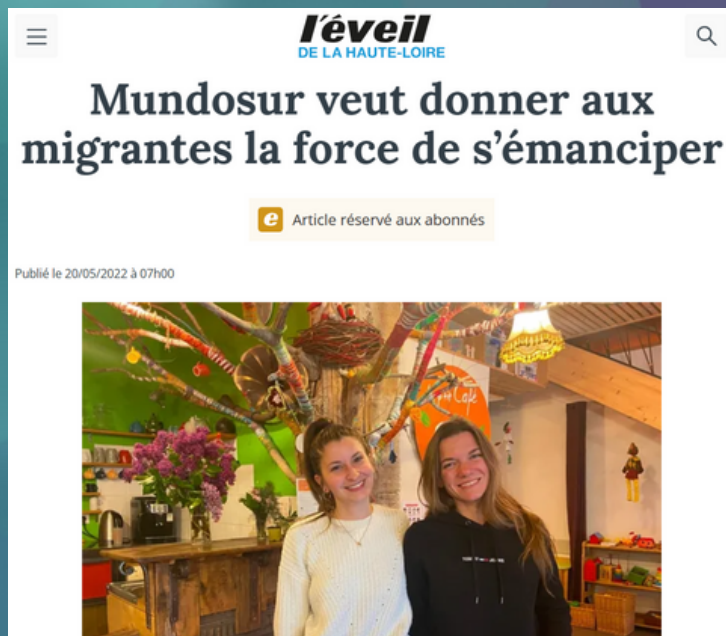 l'éveil
DE LA HAUTE-LOIRE
Mundosur veut donner aux
migrantes la force de s'émanciper
e Article réservé aux abonnés
Publié le 20/05/2022 à 07h00
Café